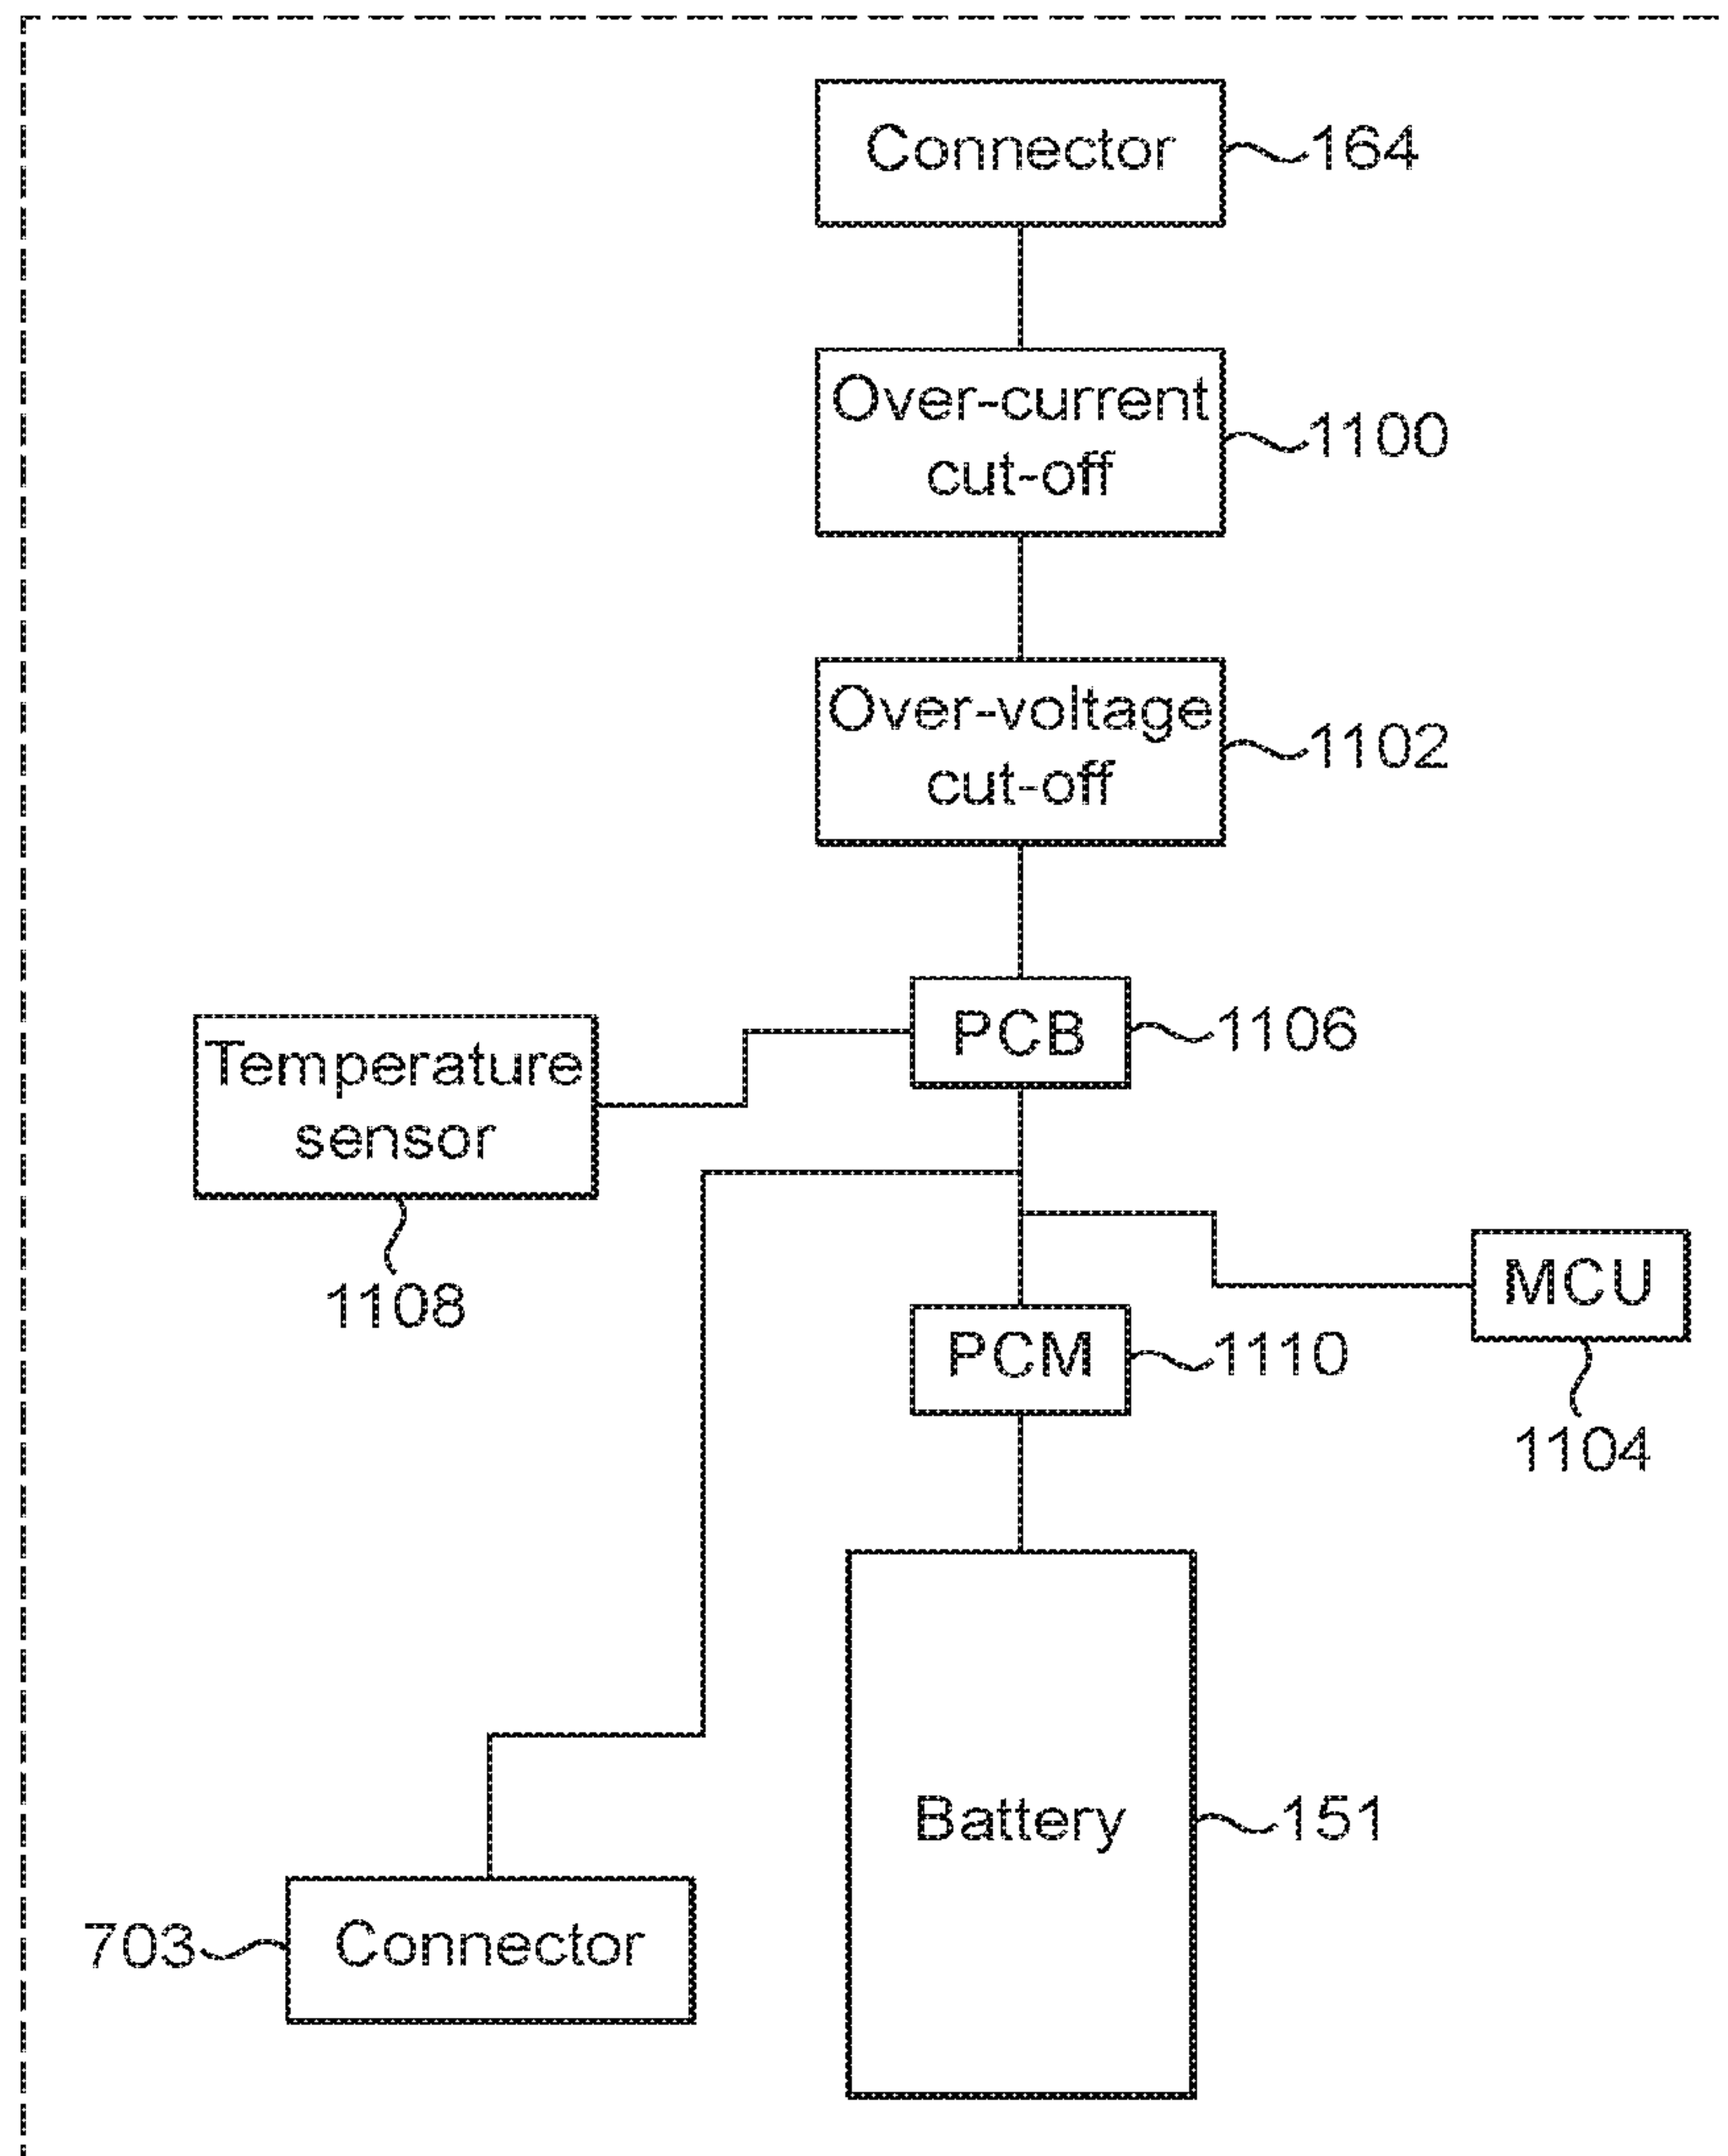 Connector
164
Over-current
cut-off
1100
Over-voltage
cut-off
1102
PCB
1106
Temperature
sensor
1108
MCU
1104
PCM
1110
Battery
151
703
Connector